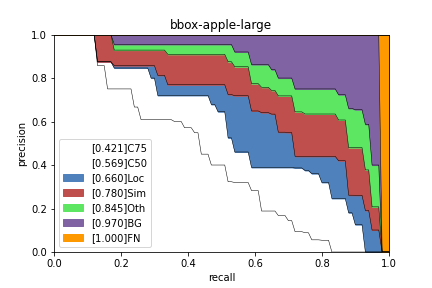 bbox-apple-large
precision
1.0
0.8
0.6
0.4
0.2
0.0
[0.421]C75
[0.569]C50
[0.660]Loc
[0.780]Sim
[0.845]Oth
[0.970]BG
[1.000]FN
0.0 0.2 0.4 0.6 0.8 1.0
recall